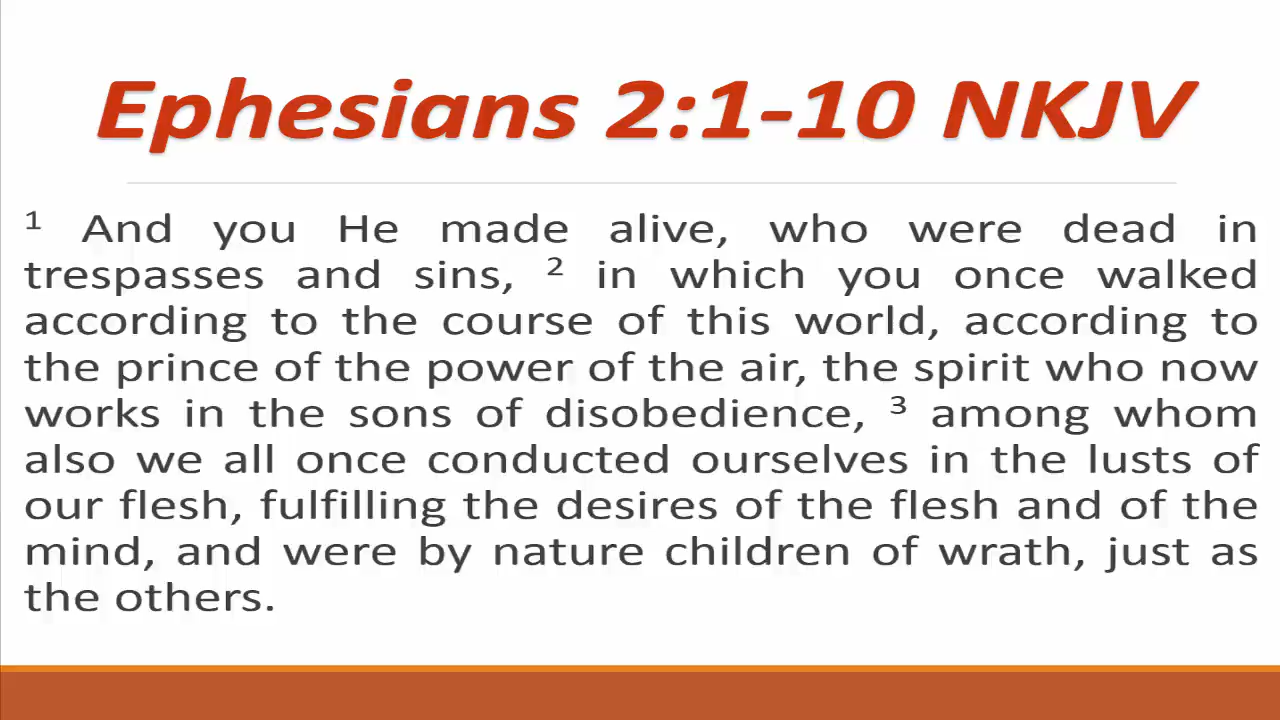 Ephesians 2:1-10 NKJV
1 And you He made alive, who were dead in
trespasses and sins, 2 in which you once walked
according to the course of this world, according to
the prince of the power of the air, the spirit who now
works in the sons of disobedience, 3 among whom
also we all once conducted ourselves in the lusts of
our flesh, fulfilling the desires of the flesh and of the
mind, and were by nature children of wrath, just as
the others.